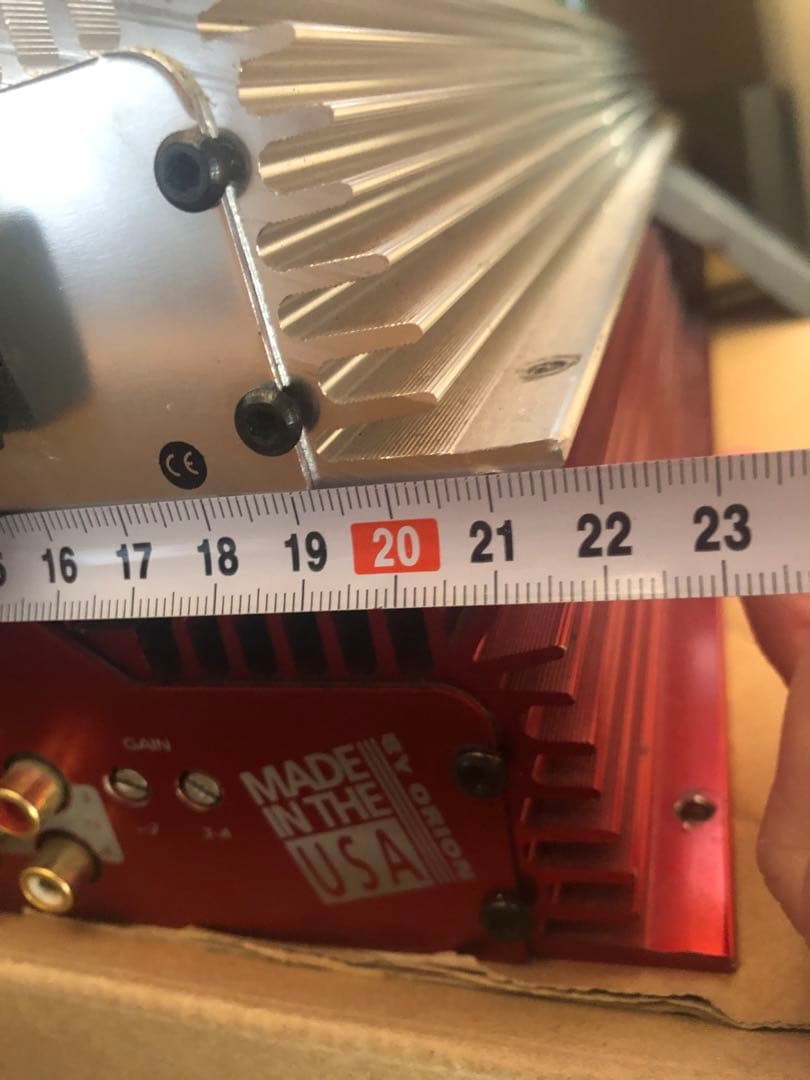 CE
16 17 18 19 20 21 22 23
GAIN
MADE
IN THE
USA
BY ORION